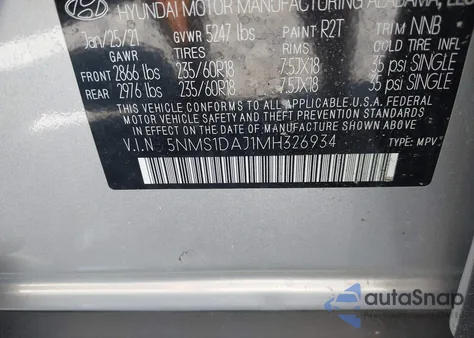 HYUNDAI MOTOR MANUFACTURING ALABAMA, LLC
Jan/25/21 GVWR 5247 lbs PAINT R2T TRIM NNB
GAWR TIRES RIMS COLD TIRE INFL
FRONT 2866 lbs 235/60R18 7.5JX18 35 psi SINGLE
REAR 2976 lbs 235/60R18 7.5JX18 35 psi SINGLE
THIS VEHICLE CONFORMS TO ALL APPLICABLE U.S.A. FEDERAL
MOTOR VEHICLE SAFETY, BUMPER, AND THEFT PREVENTION
STANDARDS IN EFFECT ON THE DATE OF MANUFACTURE SHOWN ABOVE.
V.I.N 5NMS1DAJ1MH326934 TYPE: MPV
autoSnap